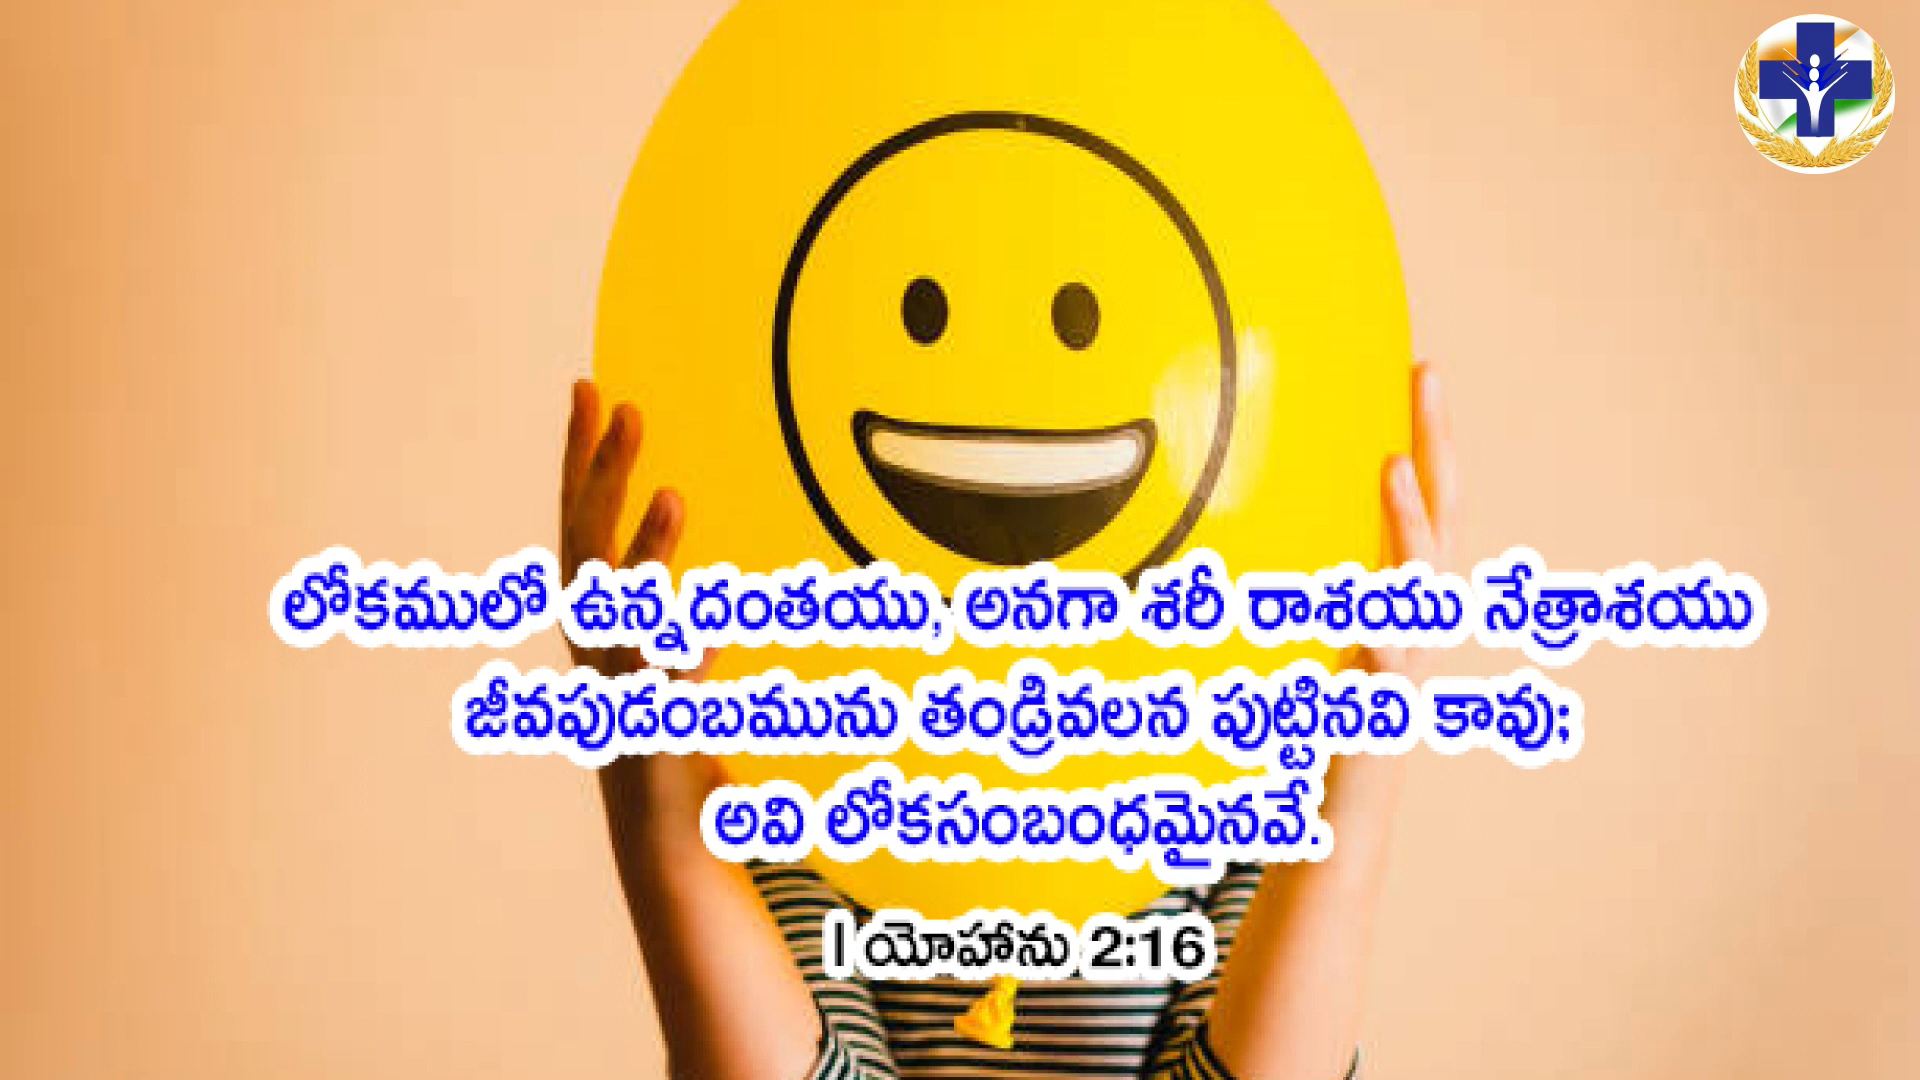 లోకములో ఉన్నదంతయు, అనగా శరీ రాశయు నేత్రాశయు
జీవపుడంబమును తండ్రివలన పుట్టినవి కావు;
అవి లోకసంబంధమైనవే.
I యోహాను 2:16